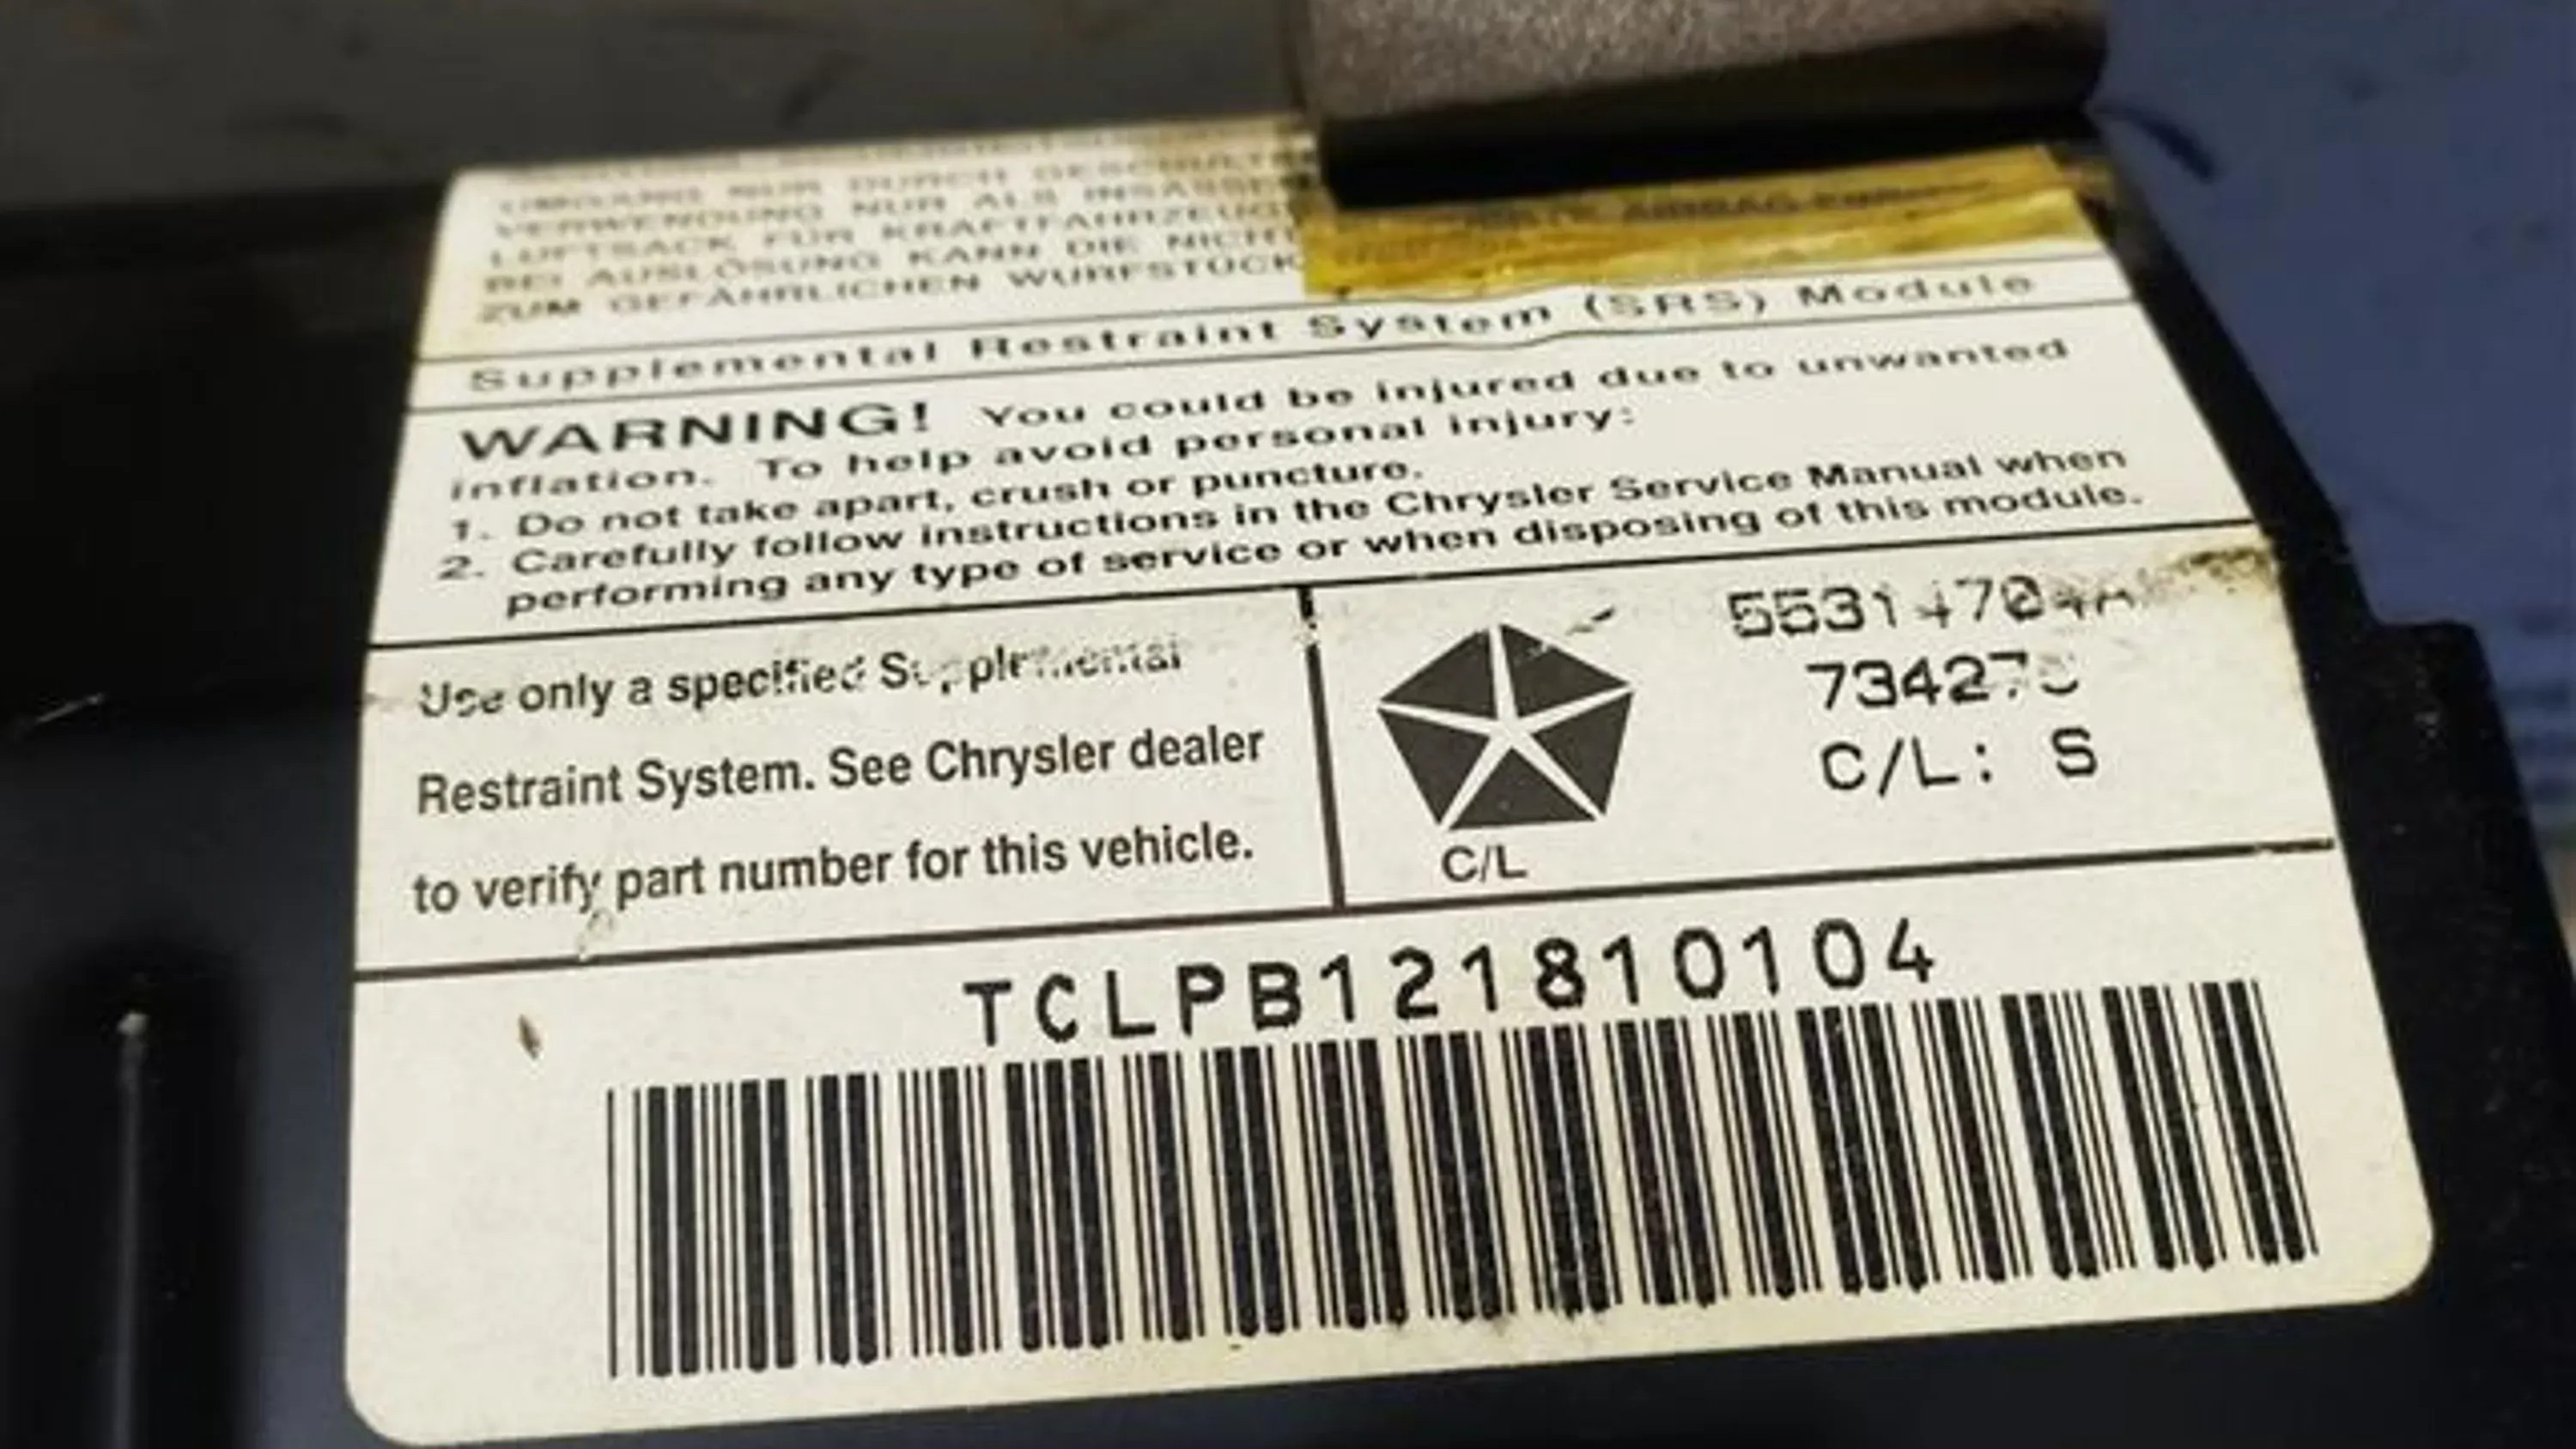 UMGANG NUR DURCH
VERWENDUNG NUR ALS
LUFTSACK FÜR
BEI AUSLÖSUNG KANN DIE
ZUM GEFÄHRLICHEN
Supplemental Restraint System (SRS) Module
WARNING! You could be injured due to unwanted
inflation. To help avoid personal injury:
1. Do not take apart, crush or puncture.
2. Carefully follow instructions in the Chrysler Service Manual when
performing any type of service or when disposing of this module.
Use only a specified Supplemental
Restraint System. See Chrysler dealer
to verify part number for this vehicle.
C/L
C/L: S
TCLPB121810104